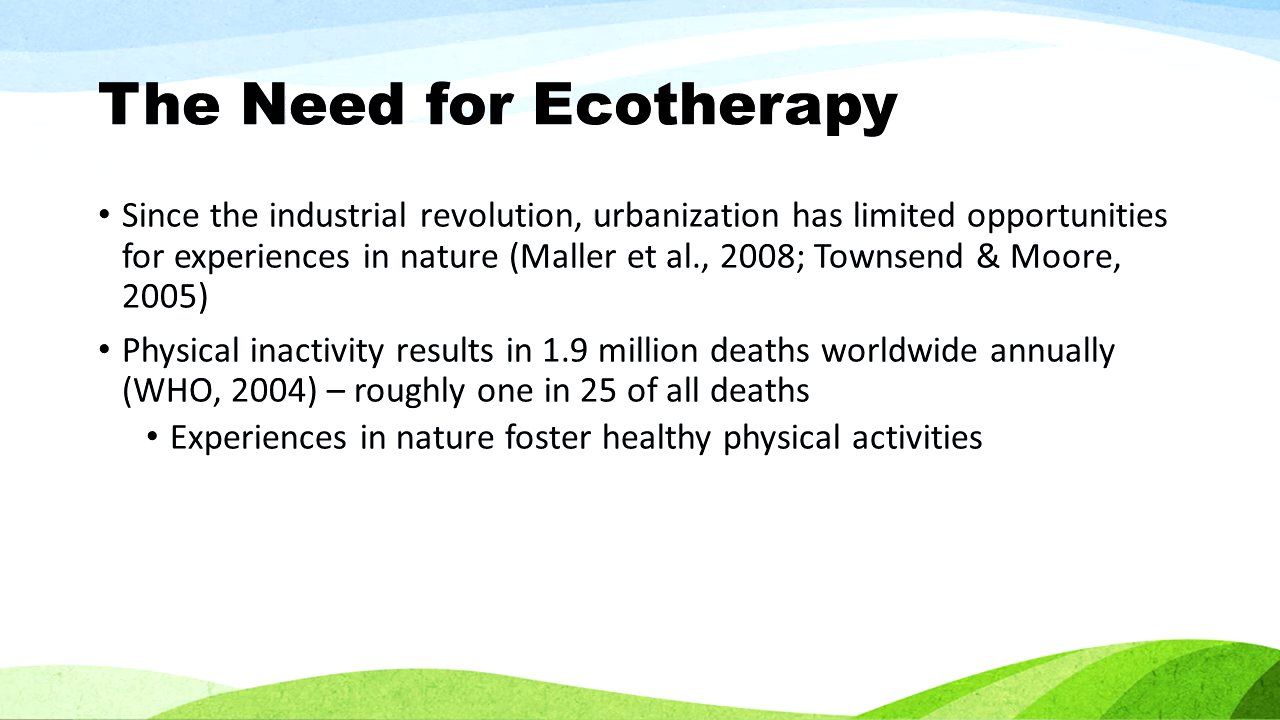 The Need for Ecotherapy
• Since the industrial revolution, urbanization has limited opportunities
for experiences in nature (Maller et al., 2008; Townsend & Moore,
2005)
• Physical inactivity results in 1.9 million deaths worldwide annually
(WHO, 2004) – roughly one in 25 of all deaths
• Experiences in nature foster healthy physical activities